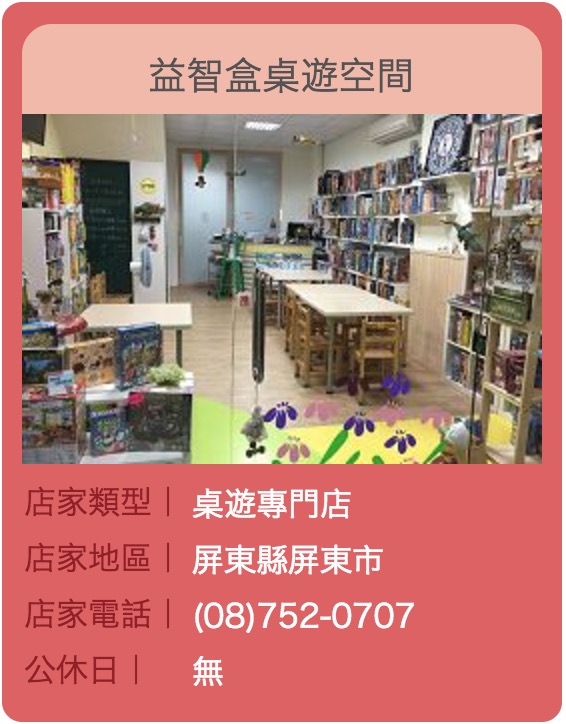 益智盒桌遊空間
店家類型｜ 桌遊專門店
店家地區｜ 屏東縣屏東市
店家電話｜ (08)752-0707
公休日｜ 無